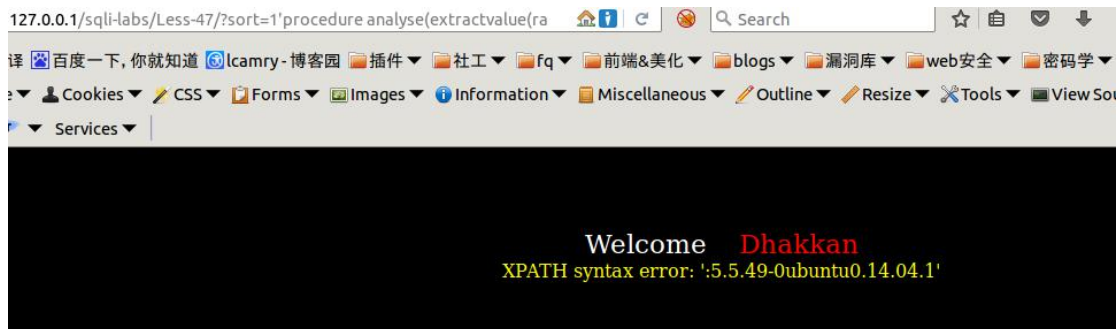 127.0.0.1/sqli-labs/Less-47/?sort=1'procedure analyse(extractvalue(ra Search
译 百度一下, 你就知道 lcamry - 博客园 插件 社工 fq 前端&美化 blogs 漏洞库 web安全 密码学
Cookies CSS Forms Images Information Miscellaneous Outline Resize Tools View Sou
Services
Welcome Dhakkan
XPATH syntax error: ':5.5.49-0ubuntu0.14.04.1'